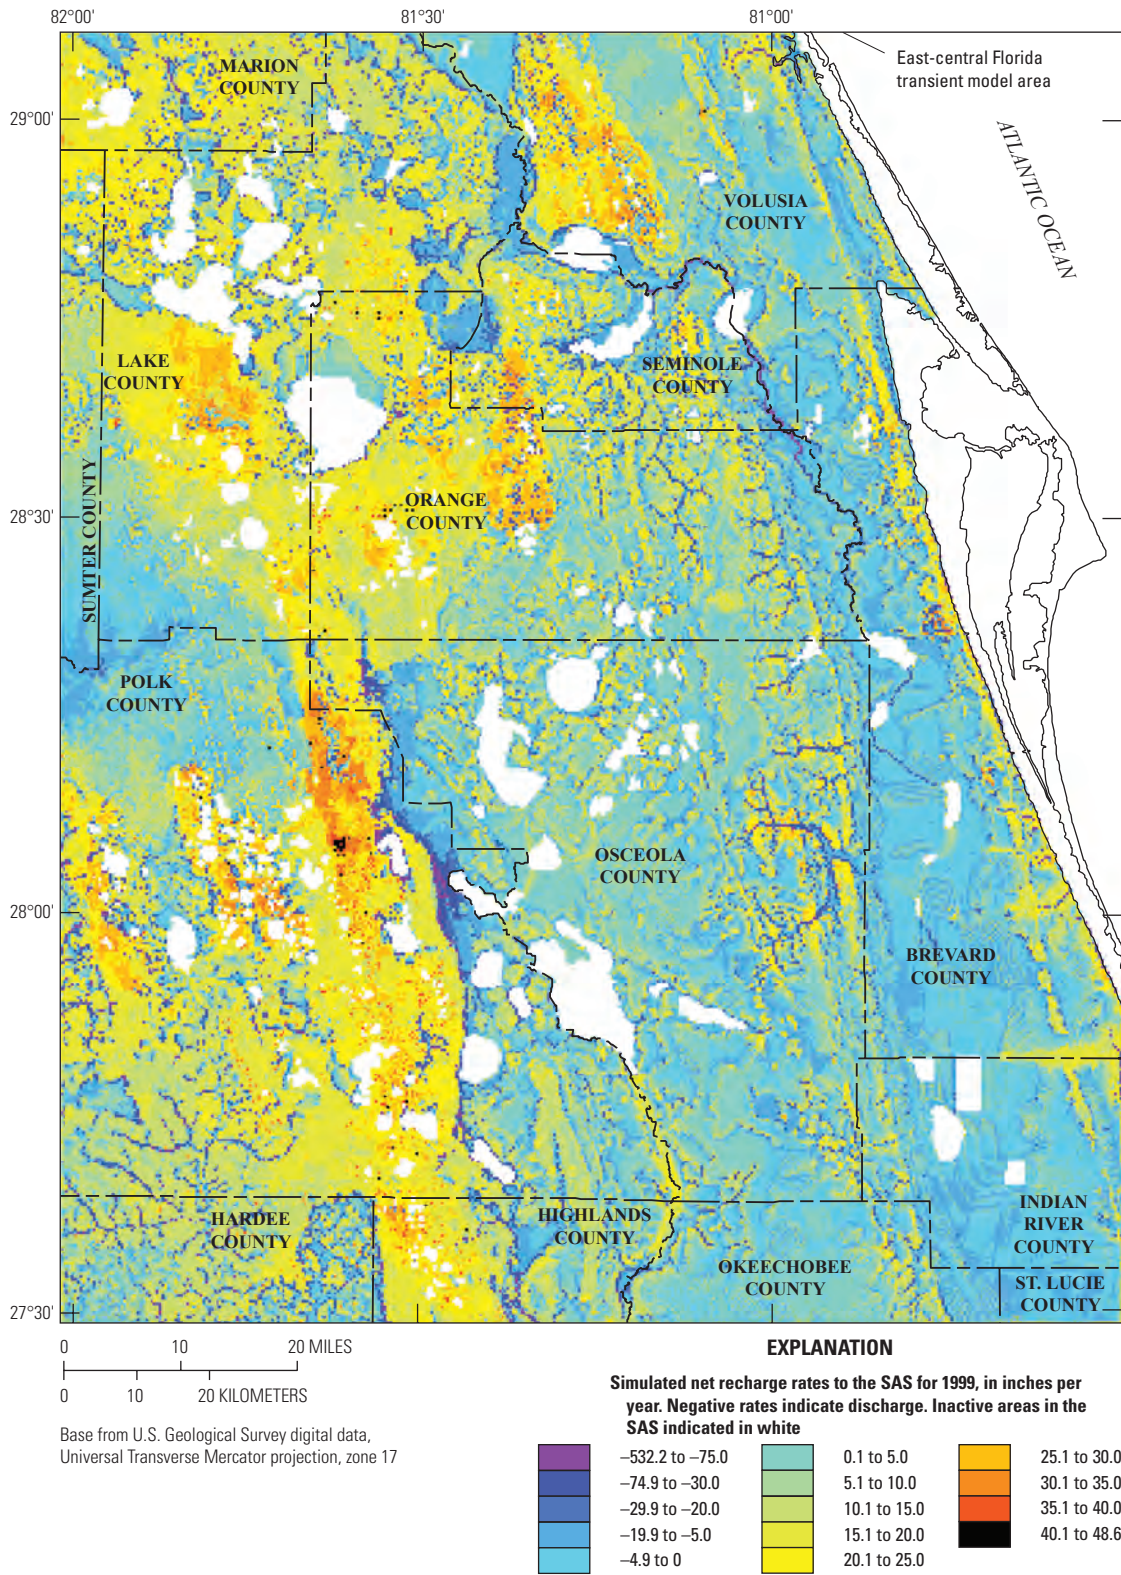 82°00'
81°30'
81°00'
East-central Florida
transient model area
MARION
COUNTY
29°00'
ATLANTIC OCEAN
VOLUSIA
COUNTY
LAKE
COUNTY
SEMINOLE
COUNTY
ORANGE
COUNTY
28°30'
SUMTER COUNTY
POLK
COUNTY
OSCEOLA
COUNTY
28°00'
BREVARD
COUNTY
HARDEE
COUNTY
HIGHLANDS
COUNTY
INDIAN
RIVER
COUNTY
OKEECHOBEE
COUNTY
ST. LUCIE
COUNTY
27°30'
0 10 20 MILES
0 10 20 KILOMETERS
Base from U.S. Geological Survey digital data,
Universal Transverse Mercator projection, zone 17
EXPLANATION
Simulated net recharge rates to the SAS for 1999, in inches per
year. Negative rates indicate discharge. Inactive areas in the
SAS indicated in white
–532.2 to –75.0
–74.9 to –30.0
–29.9 to –20.0
–19.9 to –5.0
–4.9 to 0
0.1 to 5.0
5.1 to 10.0
10.1 to 15.0
15.1 to 20.0
20.1 to 25.0
25.1 to 30.0
30.1 to 35.0
35.1 to 40.0
40.1 to 48.6